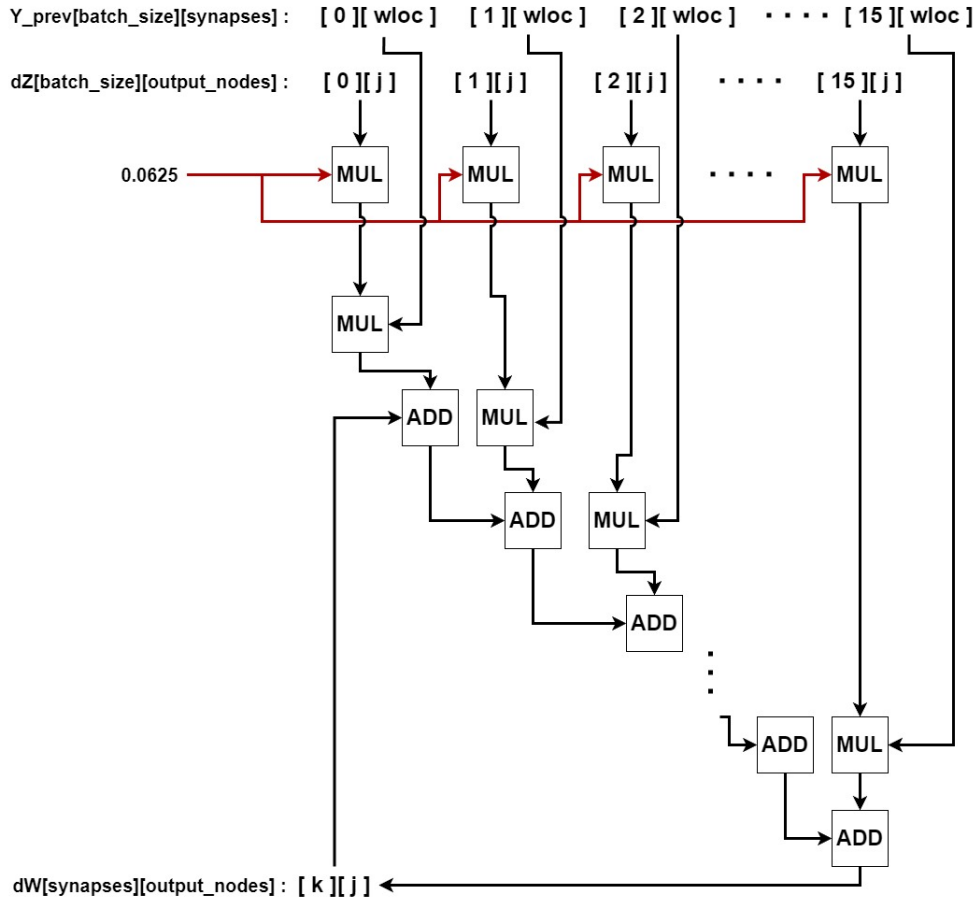 Y_prev[batch_size][synapses] : [ 0 ][ wloc ] [ 1 ][ wloc ] [ 2 ][ wloc ] · · · · [ 15 ][ wloc ]
dZ[batch_size][output_nodes] : [ 0 ][ j ] [ 1 ][ j ] [ 2 ][ j ] · · · · [ 15 ][ j ]
0.0625 MUL MUL MUL · · · · MUL
MUL
ADD MUL
ADD MUL
ADD
ADD MUL
ADD
dW[synapses][output_nodes] : [ k ][ j ]